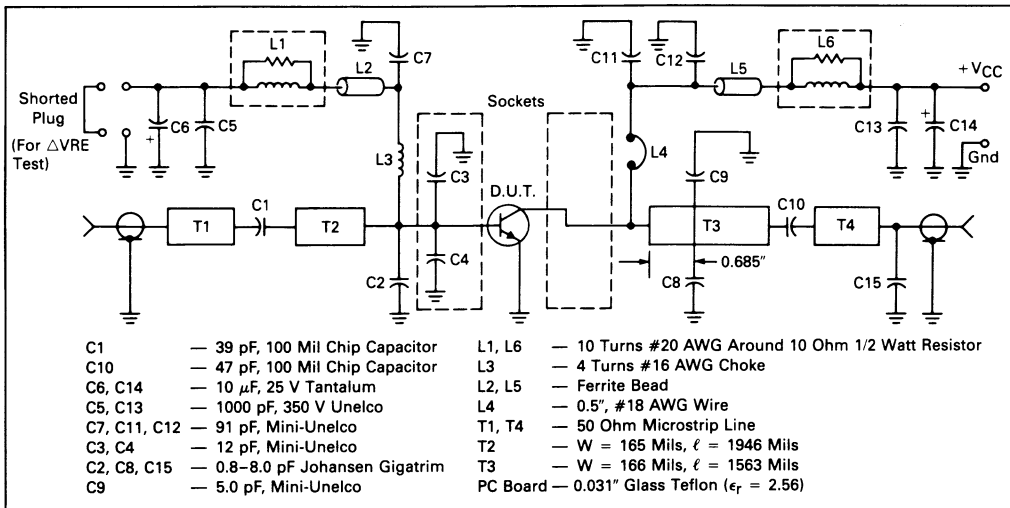 L1
L2
C7
C11
C12
L5
L6
+ VCC
Shorted
Plug
(For △VRE
Test)
C6
+
C5
Sockets
C13
+
C14
Gnd
L3
C3
L4
C9
D.U.T.
C1
T1
T2
C4
C2
T3
C10
T4
0.685″
C8
C15
C1 — 39 pF, 100 Mil Chip Capacitor
C10 — 47 pF, 100 Mil Chip Capacitor
C6, C14 — 10 μF, 25 V Tantalum
C5, C13 — 1000 pF, 350 V Unelco
C7, C11, C12 — 91 pF, Mini-Unelco
C3, C4 — 12 pF, Mini-Unelco
C2, C8, C15 — 0.8–8.0 pF Johansen Gigatrim
C9 — 5.0 pF, Mini-Unelco
L1, L6 — 10 Turns #20 AWG Around 10 Ohm 1/2 Watt Resistor
L3 — 4 Turns #16 AWG Choke
L2, L5 — Ferrite Bead
L4 — 0.5″, #18 AWG Wire
T1, T4 — 50 Ohm Microstrip Line
T2 — W = 165 Mils, ℓ = 1946 Mils
T3 — W = 166 Mils, ℓ = 1563 Mils
PC Board — 0.031″ Glass Teflon (ϵr = 2.56)